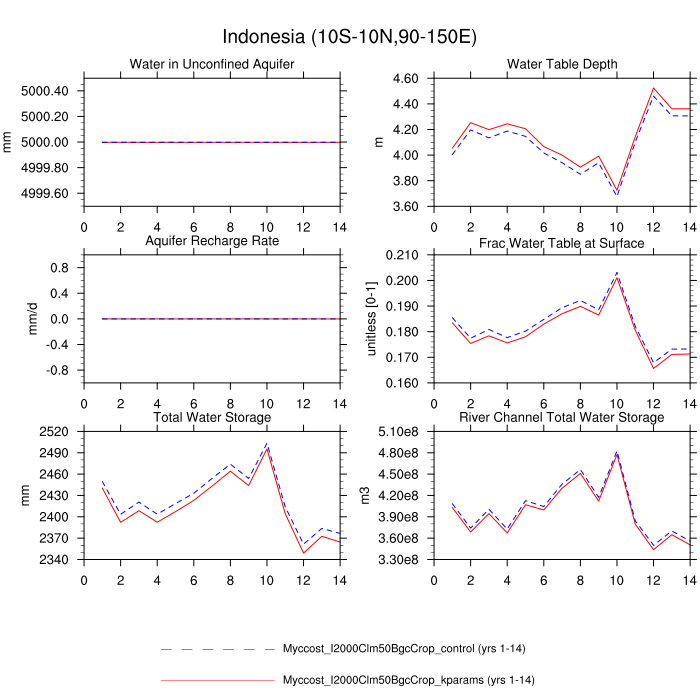 Indonesia (10S-10N,90-150E)
Water in Unconfined Aquifer
5000.40
5000.20
5000.00
4999.80
4999.60
mm
0 2 4 6 8 10 12 14
Water Table Depth
4.60
4.40
4.20
4.00
3.80
3.60
m
0 2 4 6 8 10 12 14
Aquifer Recharge Rate
0.8
0.4
0.0
-0.4
-0.8
mm/d
0 2 4 6 8 10 12 14
Frac Water Table at Surface
0.210
0.200
0.190
0.180
0.170
0.160
unitless [0-1]
0 2 4 6 8 10 12 14
Total Water Storage
2520
2490
2460
2430
2400
2370
2340
mm
0 2 4 6 8 10 12 14
River Channel Total Water Storage
5.10e8
4.80e8
4.50e8
4.20e8
3.90e8
3.60e8
3.30e8
m3
0 2 4 6 8 10 12 14
Myccost_I2000Clm50BgcCrop_control (yrs 1-14)
Myccost_I2000Clm50BgcCrop_kparams (yrs 1-14)